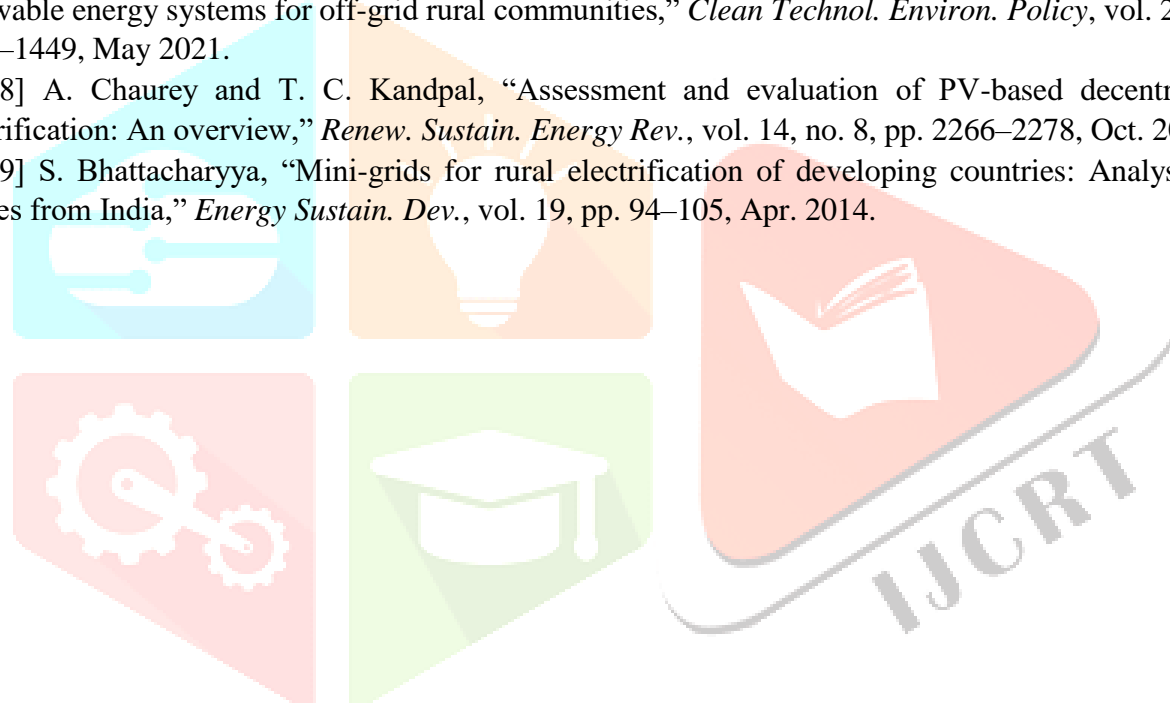 vable energy systems for off-grid rural communities,” Clean Technol. Environ. Policy, vol. 2
–1449, May 2021.
8] A. Chaurey and T. C. Kandpal, “Assessment and evaluation of PV-based decentr
rification: An overview,” Renew. Sustain. Energy Rev., vol. 14, no. 8, pp. 2266–2278, Oct. 20
9] S. Bhattacharyya, “Mini-grids for rural electrification of developing countries: Analys
es from India,” Energy Sustain. Dev., vol. 19, pp. 94–105, Apr. 2014.
IJCRT